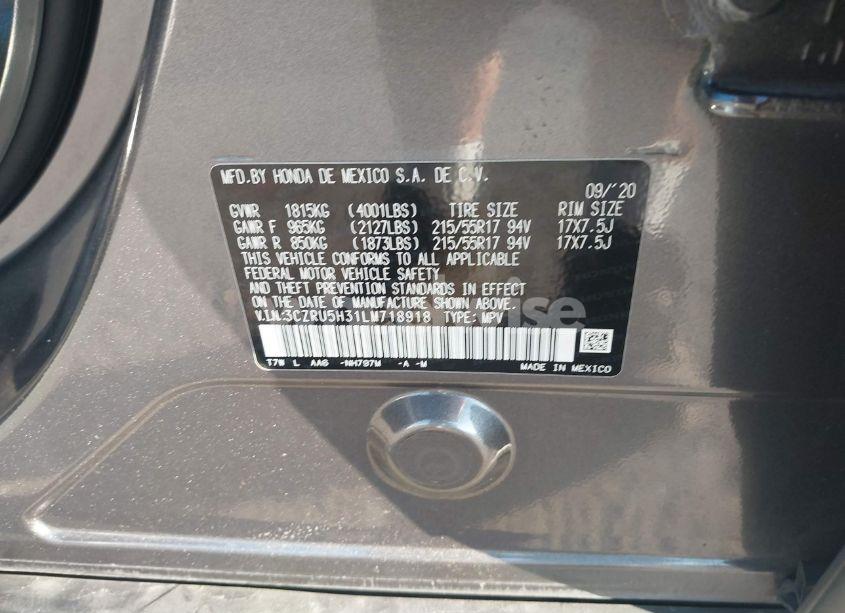 MFD.BY HONDA DE MEXICO S.A. DE C.V.
09/'20
GVWR 1815KG (4001LBS) TIRE SIZE RIM SIZE
GAWR F 965KG (2127LBS) 215/55R17 94V 17X7.5J
GAWR R 850KG (1873LBS) 215/55R17 94V 17X7.5J
THIS VEHICLE CONFORMS TO ALL APPLICABLE
FEDERAL MOTOR VEHICLE SAFETY
AND THEFT PREVENTION STANDARDS IN EFFECT
ON THE DATE OF MANUFACTURE SHOWN ABOVE.
V.I.N:3CZRU5H31LM718918 TYPE: MPV
T7W L AA6 -NH797M -A -M
MADE IN MEXICO